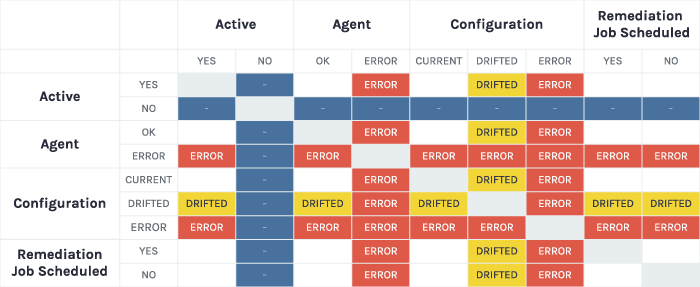 Active Agent Configuration Remediation Job Scheduled
YES NO OK ERROR CURRENT DRIFTED ERROR YES NO
Active YES - ERROR DRIFTED ERROR
NO - - - - - - - -
Agent OK - ERROR DRIFTED ERROR
ERROR ERROR - ERROR ERROR ERROR ERROR ERROR ERROR
Configuration CURRENT - ERROR DRIFTED ERROR
DRIFTED DRIFTED - DRIFTED ERROR DRIFTED ERROR DRIFTED DRIFTED
ERROR ERROR - ERROR ERROR ERROR ERROR ERROR ERROR
Remediation Job Scheduled YES - ERROR DRIFTED ERROR
NO - ERROR DRIFTED ERROR